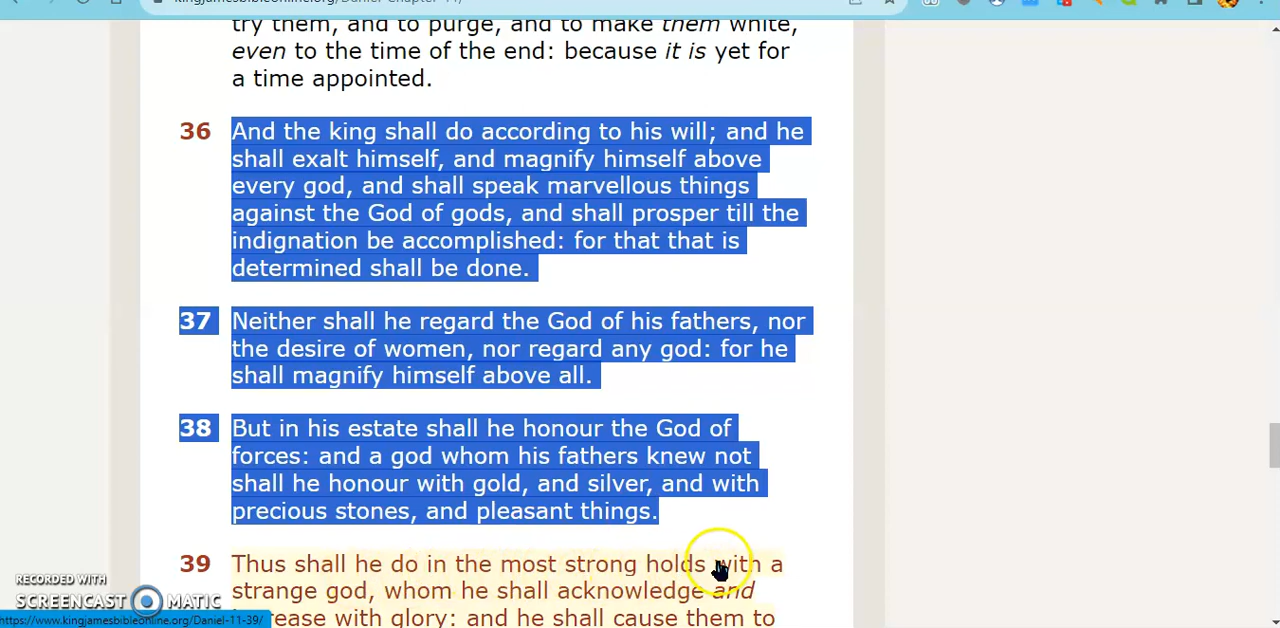 kingjamesbibleonline.org/Daniel-Chapter-11/
try them, and to purge, and to make them white,
even to the time of the end: because it is yet for
a time appointed.
36 And the king shall do according to his will; and he
shall exalt himself, and magnify himself above
every god, and shall speak marvellous things
against the God of gods, and shall prosper till the
indignation be accomplished: for that that is
determined shall be done.
37 Neither shall he regard the God of his fathers, nor
the desire of women, nor regard any god: for he
shall magnify himself above all.
38 But in his estate shall he honour the God of
forces: and a god whom his fathers knew not
shall he honour with gold, and silver, and with
precious stones, and pleasant things.
39 Thus shall he do in the most strong holds with a
strange god, whom he shall acknowledge and
increase with glory: and he shall cause them to
RECORDED WITH
SCREENCAST MATIC
https://www.kingjamesbibleonline.org/Daniel-11-39/